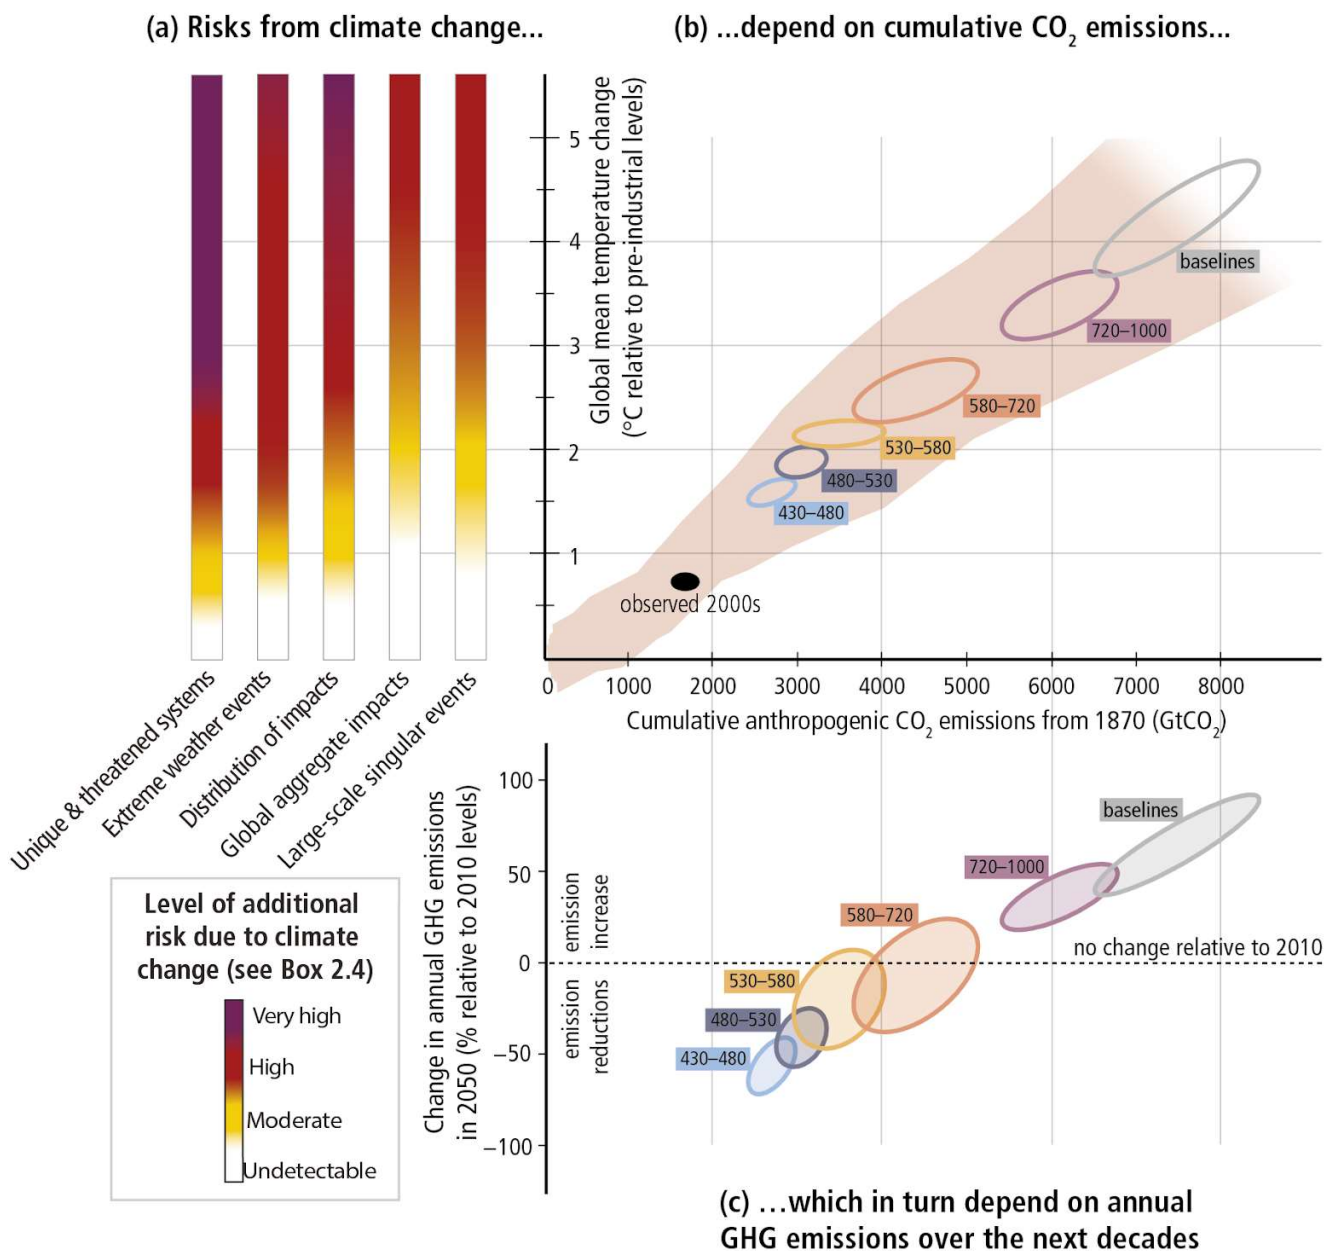 (a) Risks from climate change...
(b) ...depend on cumulative CO₂ emissions...
5
4
3
2
1
Global mean temperature change
(°C relative to pre-industrial levels)
baselines
720–1000
580–720
530–580
480–530
430–480
observed 2000s
0 1000 2000 3000 4000 5000 6000 7000 8000
Cumulative anthropogenic CO₂ emissions from 1870 (GtCO₂)
Unique & threatened systems
Extreme weather events
Distribution of impacts
Global aggregate impacts
Large-scale singular events
Level of additional
risk due to climate
change (see Box 2.4)
Very high
High
Moderate
Undetectable
Change in annual GHG emissions
in 2050 (% relative to 2010 levels)
100
50
0
−50
−100
emission
increase
emission
reductions
baselines
720–1000
580–720
no change relative to 2010
530–580
480–530
430–480
(c) …which in turn depend on annual
GHG emissions over the next decades